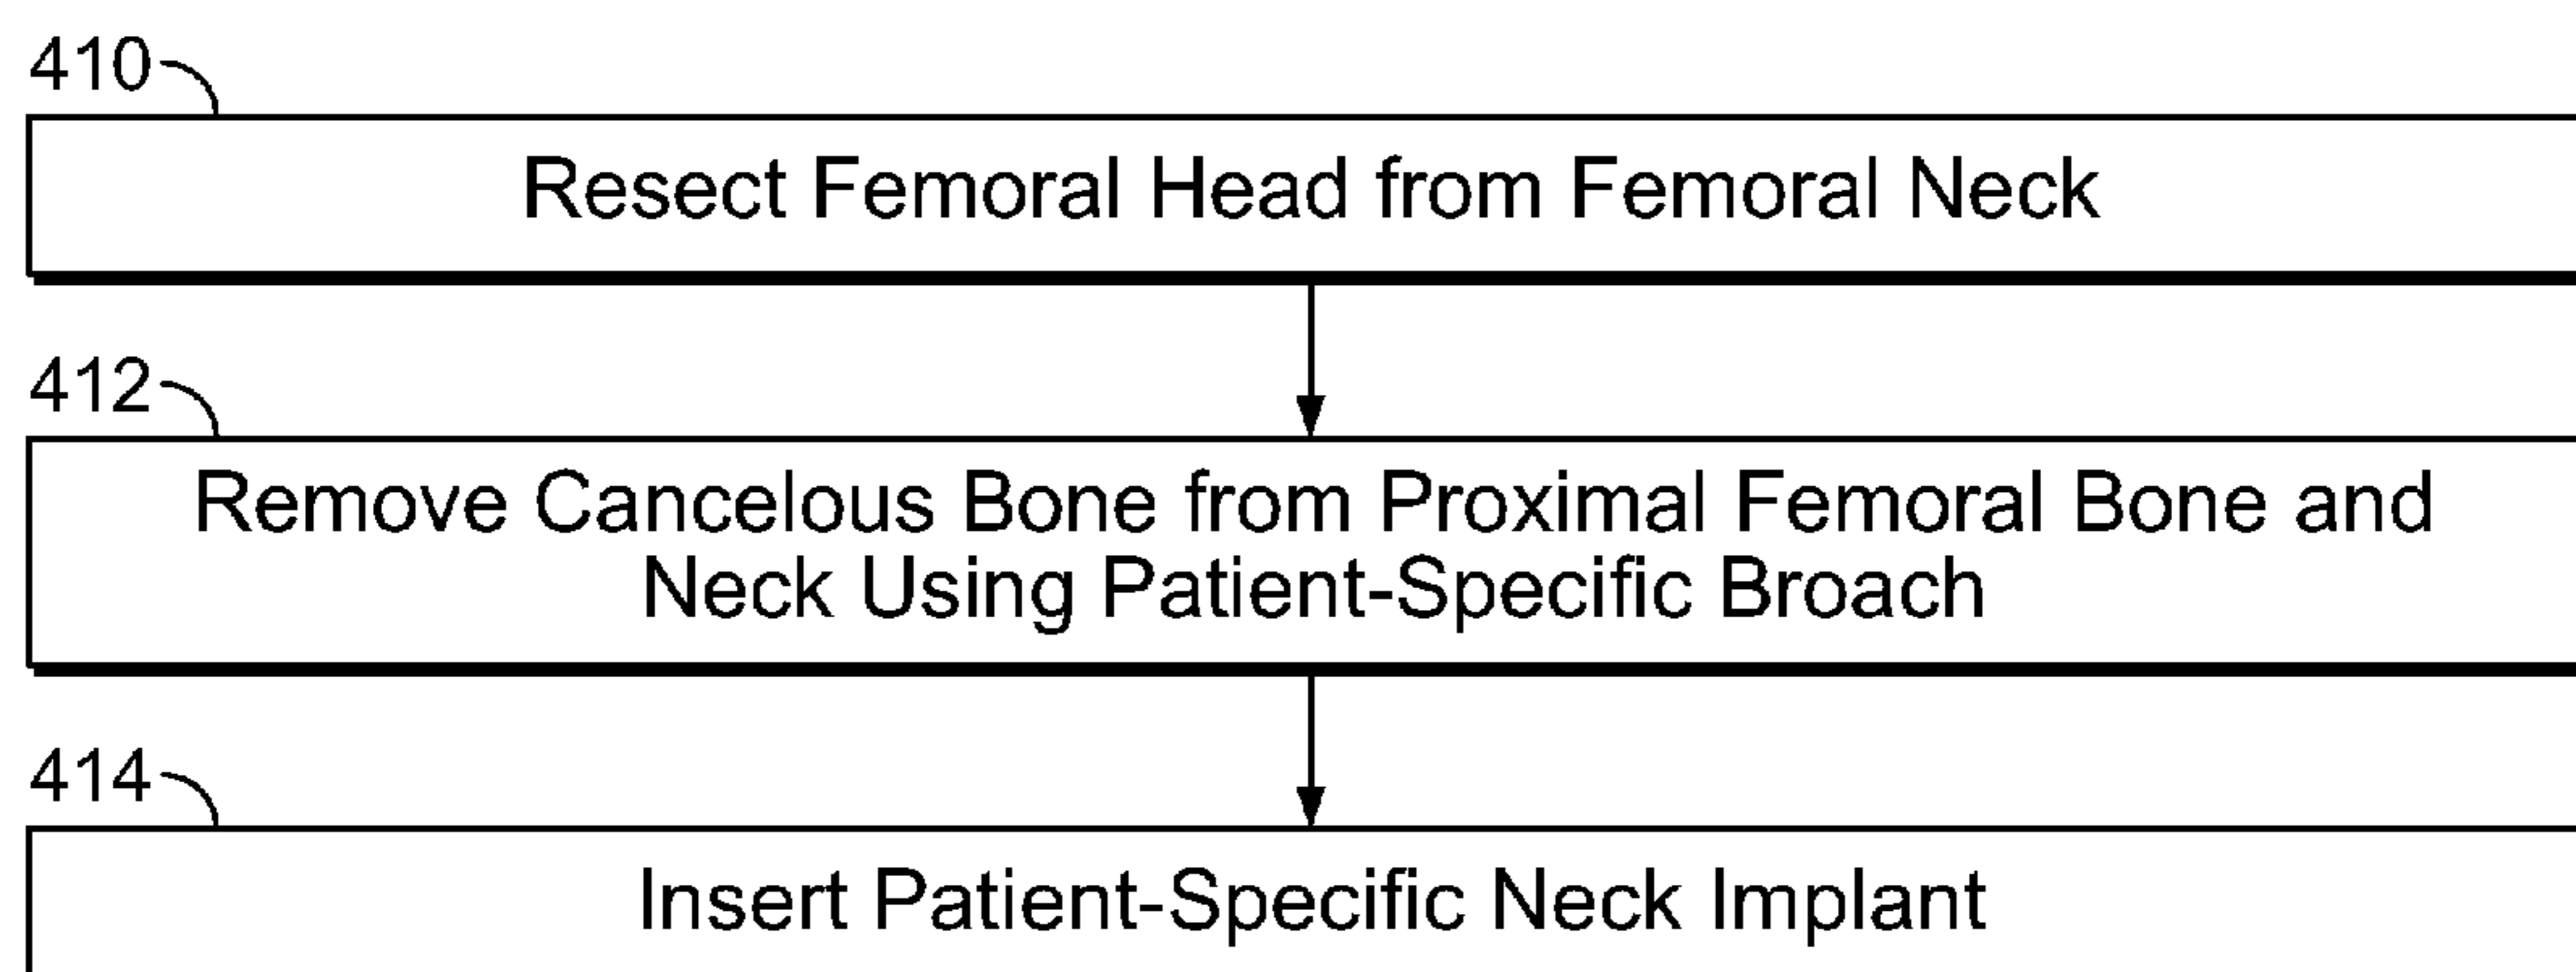 410
Resect Femoral Head from Femoral Neck
412
Remove Cancelous Bone from Proximal Femoral Bone and
Neck Using Patient-Specific Broach
414
Insert Patient-Specific Neck Implant